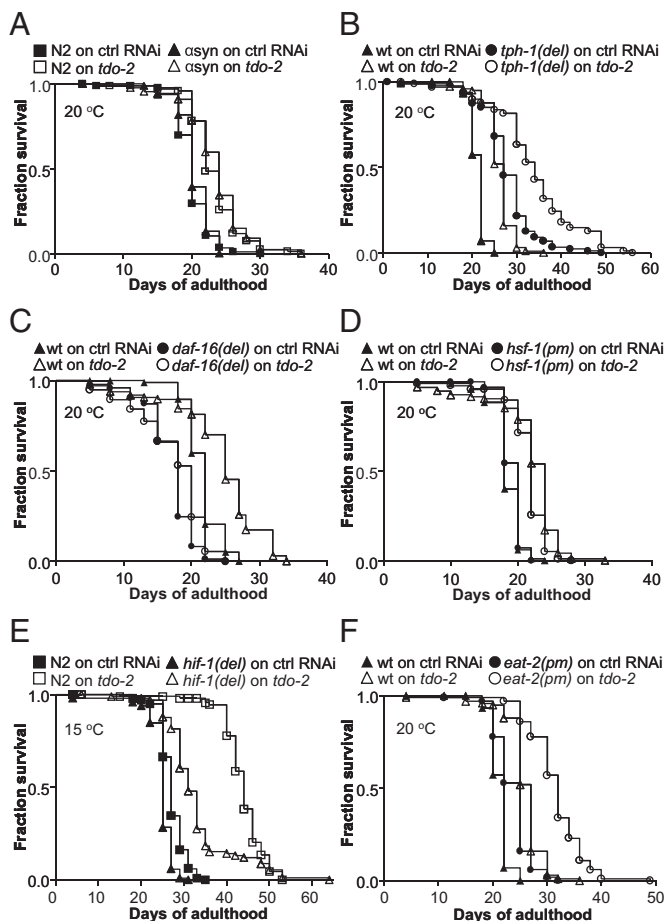 A
■ N2 on ctrl RNAi ▲ αsyn on ctrl RNAi
□ N2 on tdo-2 △ αsyn on tdo-2
1.0
0.5
0.0
20 °C
Fraction survival
0 10 20 30 40
Days of adulthood
B
▲ wt on ctrl RNAi ● tph-1(del) on ctrl RNAi
△ wt on tdo-2 ○ tph-1(del) on tdo-2
1.0
0.5
0.0
20 °C
Fraction survival
0 10 20 30 40 50 60
Days of adulthood
C
▲ wt on ctrl RNAi ● daf-16(del) on ctrl RNAi
△ wt on tdo-2 ○ daf-16(del) on tdo-2
1.0
0.5
0.0
20 °C
Fraction survival
0 10 20 30 40
Days of adulthood
D
▲ wt on ctrl RNAi ● hsf-1(pm) on ctrl RNAi
△ wt on tdo-2 ○ hsf-1(pm) on tdo-2
1.0
0.5
0.0
20 °C
Fraction survival
0 10 20 30 40
Days of adulthood
E
■ N2 on ctrl RNAi ▲ hif-1(del) on ctrl RNAi
□ N2 on tdo-2 △ hif-1(del) on tdo-2
1.0
0.5
0.0
15 °C
Fraction survival
0 20 40 60
Days of adulthood
F
▲ wt on ctrl RNAi ● eat-2(pm) on ctrl RNAi
△ wt on tdo-2 ○ eat-2(pm) on tdo-2
1.0
0.5
0.0
20 °C
Fraction survival
0 10 20 30 40 50
Days of adulthood